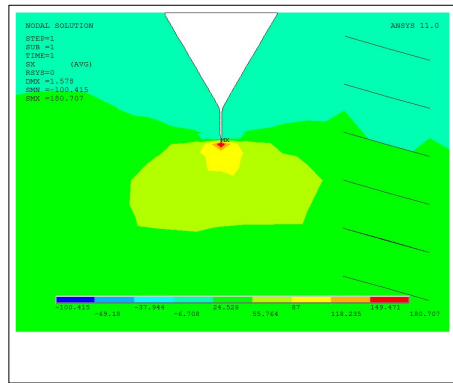 NODAL SOLUTION
ANSYS 11.0
STEP=1
SUB =1
TIME=1
SX (AVG)
RSYS=0
DMX =1.578
SMN =-100.415
SMX =180.707
MX
-100.415 -37.944 24.528 87 149.471
-69.18 -6.708 55.764 118.235 180.707